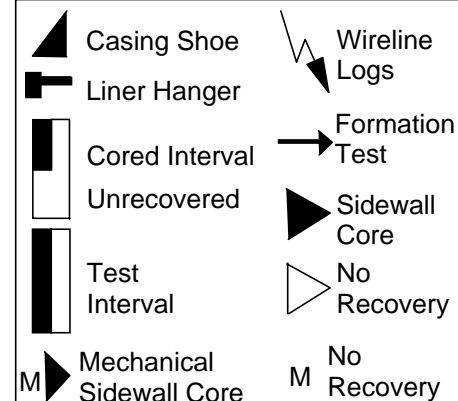 Casing Shoe
Liner Hanger
Cored Interval
Unrecovered
Test
Interval
M
Mechanical
Sidewall Core
Wireline
Logs
Formation
Test
Sidewall
Core
No
Recovery
M
No
Recovery